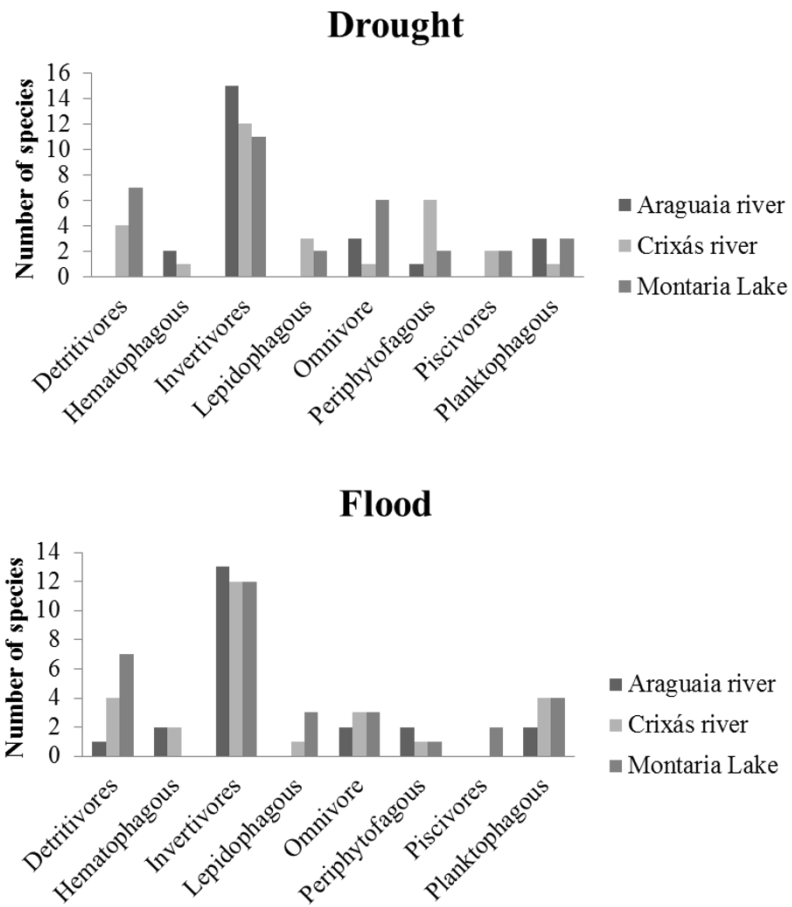 Drought
Number of species
16
14
12
10
8
6
4
2
0
Detritivores
Hematophagous
Invertivores
Lepidophagous
Omnivore
Periphytofagous
Piscivores
Planktophagous
Araguaia river
Crixás river
Montaria Lake
Flood
Number of species
14
12
10
8
6
4
2
0
Detritivores
Hematophagous
Invertivores
Lepidophagous
Omnivore
Periphytofagous
Piscivores
Planktophagous
Araguaia river
Crixás river
Montaria Lake